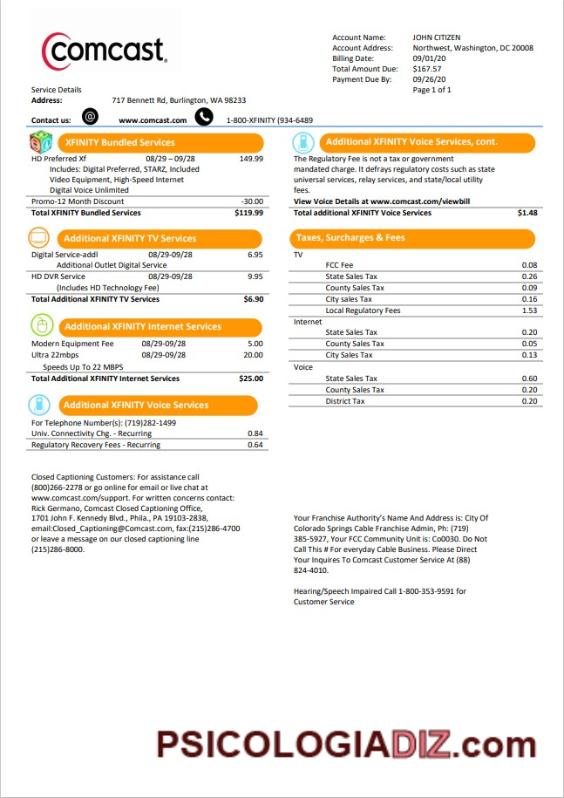 comcast.
Account Name: JOHN CITIZEN
Account Address: Northwest, Washington, DC 20008
Billing Date: 09/01/20
Total Amount Due: $167.57
Payment Due By: 09/26/20
Page 1 of 1
Service Details
Address: 717 Bennett Rd, Burlington, WA 98233
Contact us: @ www.comcast.com 1-800-XFINITY (934-6489
XFINITY Bundled Services
HD Preferred Xf 08/29 – 09/28 149.99
Includes: Digital Preferred, STARZ, Included
Video Equipment, High-Speed Internet
Digital Voice Unlimited
Promo-12 Month Discount -30.00
Total XFINITY Bundled Services $119.99
Additional XFINITY TV Services
Digital Service-addl 08/29-09/28 6.95
Additional Outlet Digital Service
HD DVR Service 08/29-09/28 9.95
(Includes HD Technology Fee)
Total Additional XFINITY TV Services $6.90
Additional XFINITY Internet Services
Modern Equipment Fee 08/29-09/28 5.00
Ultra 22mbps 08/29-09/28 20.00
Speeds Up To 22 MBPS
Total Additional XFINITY Internet Services $25.00
Additional XFINITY Voice Services
For Telephone Number(s): (719)282-1499
Univ. Connectivity Chg. - Recurring 0.84
Regulatory Recovery Fees - Recurring 0.64
Closed Captioning Customers: For assistance call
(800)266-2278 or go online for email or live chat at
www.comcast.com/support. For written concerns contact:
Rick Germano, Comcast Closed Captioning Office,
1701 John F. Kennedy Blvd., Phila., PA 19103-2838,
email:Closed_Captioning@Comcast.com, fax:(215)286-4700
or leave a message on our closed captioning line
(215)286-8000.
Additional XFINITY Voice Services, cont.
The Regulatory Fee is not a tax or government
mandated charge. It defrays regulatory costs such as state
universal services, relay services, and state/local utility
fees.
View Voice Details at www.comcast.com/viewbill
Total additional XFINITY Voice Services $1.48
Taxes, Surcharges & Fees
TV
FCC Fee 0.08
State Sales Tax 0.26
County Sales Tax 0.09
City sales Tax 0.16
Local Regulatory Fees 1.53
Internet
State Sales Tax 0.20
County Sales Tax 0.05
City Sales Tax 0.13
Voice
State Sales Tax 0.60
County Sales Tax 0.20
District Tax 0.20
Your Franchise Authority's Name And Address is: City Of
Colorado Springs Cable Franchise Admin, Ph: (719)
385-5927, Your FCC Community Unit is: Co0030. Do Not
Call This # For everyday Cable Business. Please Direct
Your Inquires To Comcast Customer Service At (88)
824-4010.
Hearing/Speech Impaired Call 1-800-353-9591 for
Customer Service
PSICOLOGIADIZ.com